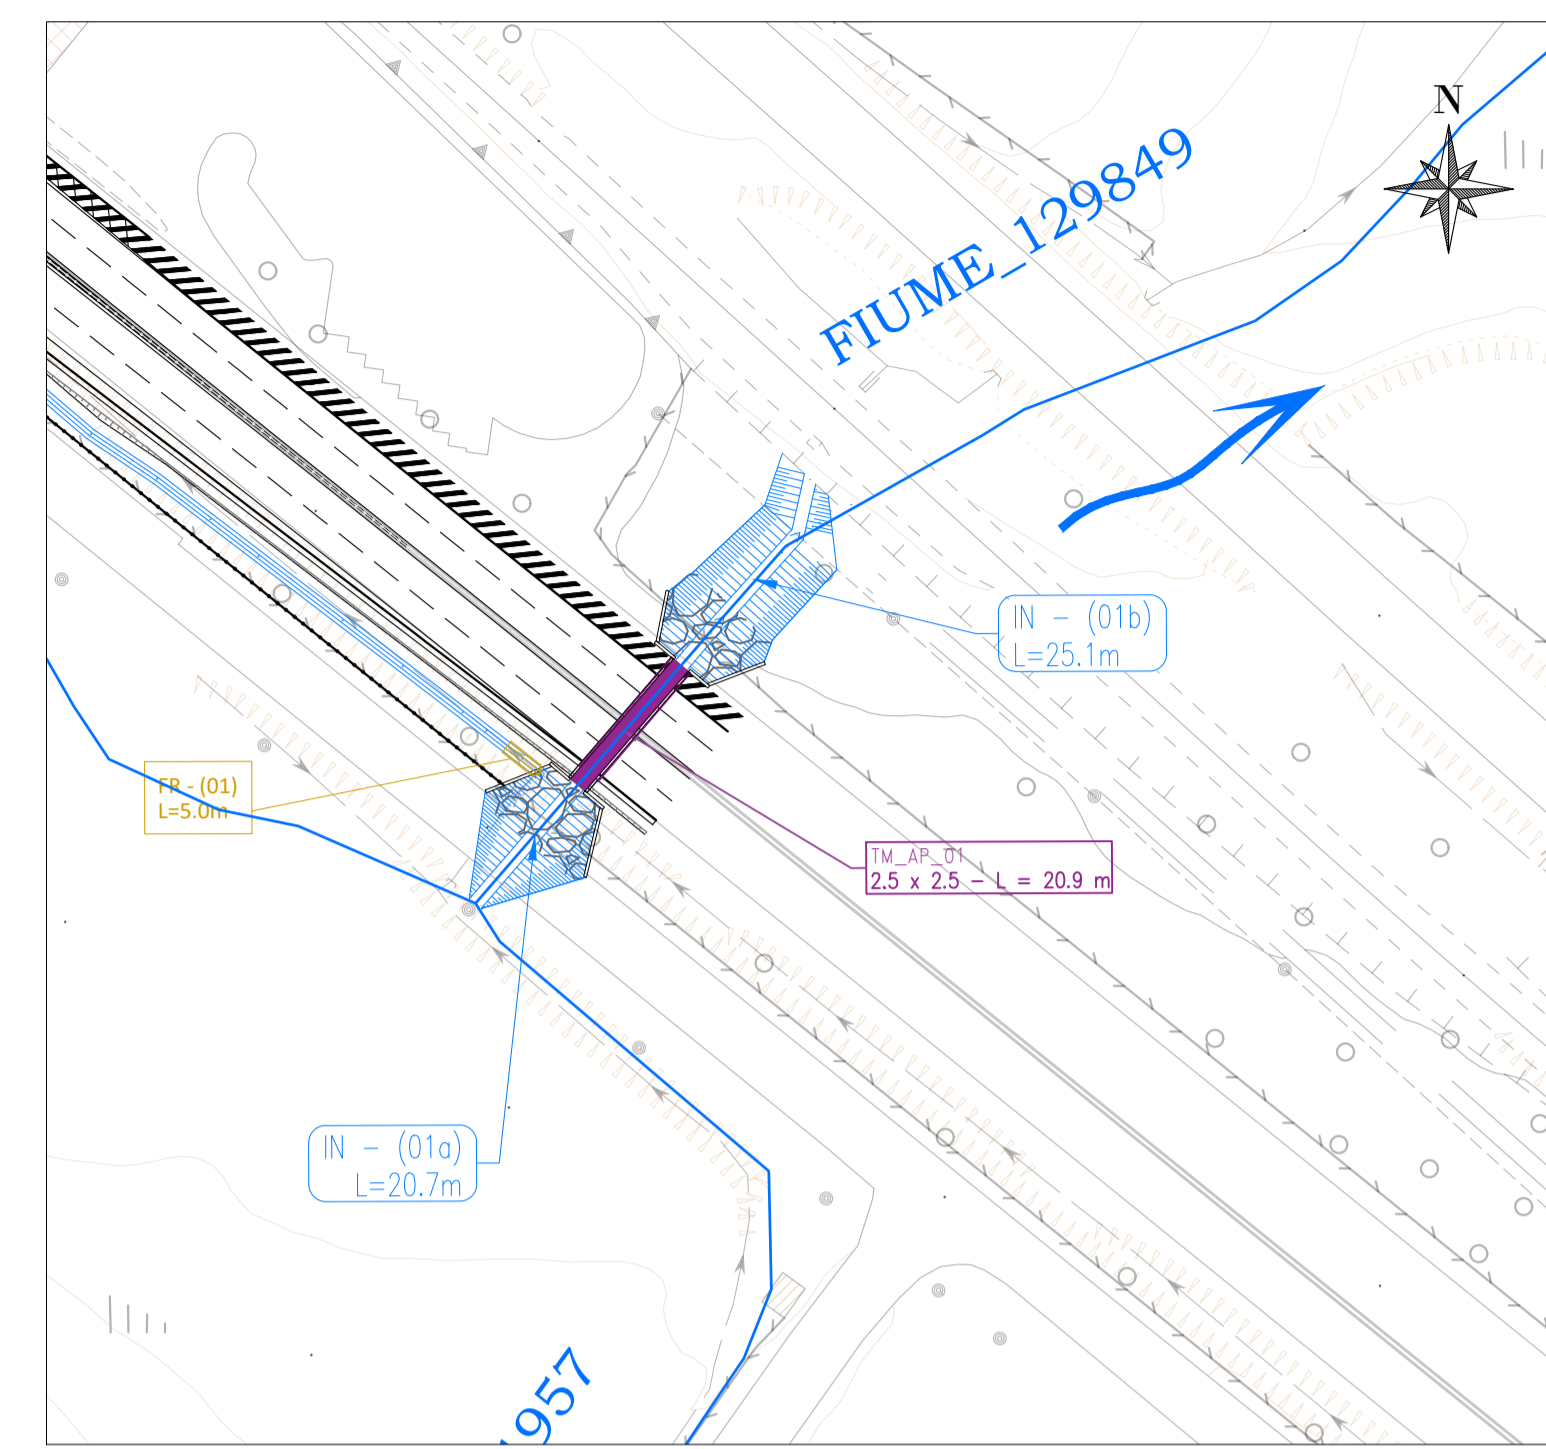 N
FIUME_129849
IN - (01b)
L=25.1m
FR - (01)
L=5.0m
TM_AP_01
2.5 x 2.5 - L = 20.9 m
IN - (01a)
L=20.7m
957